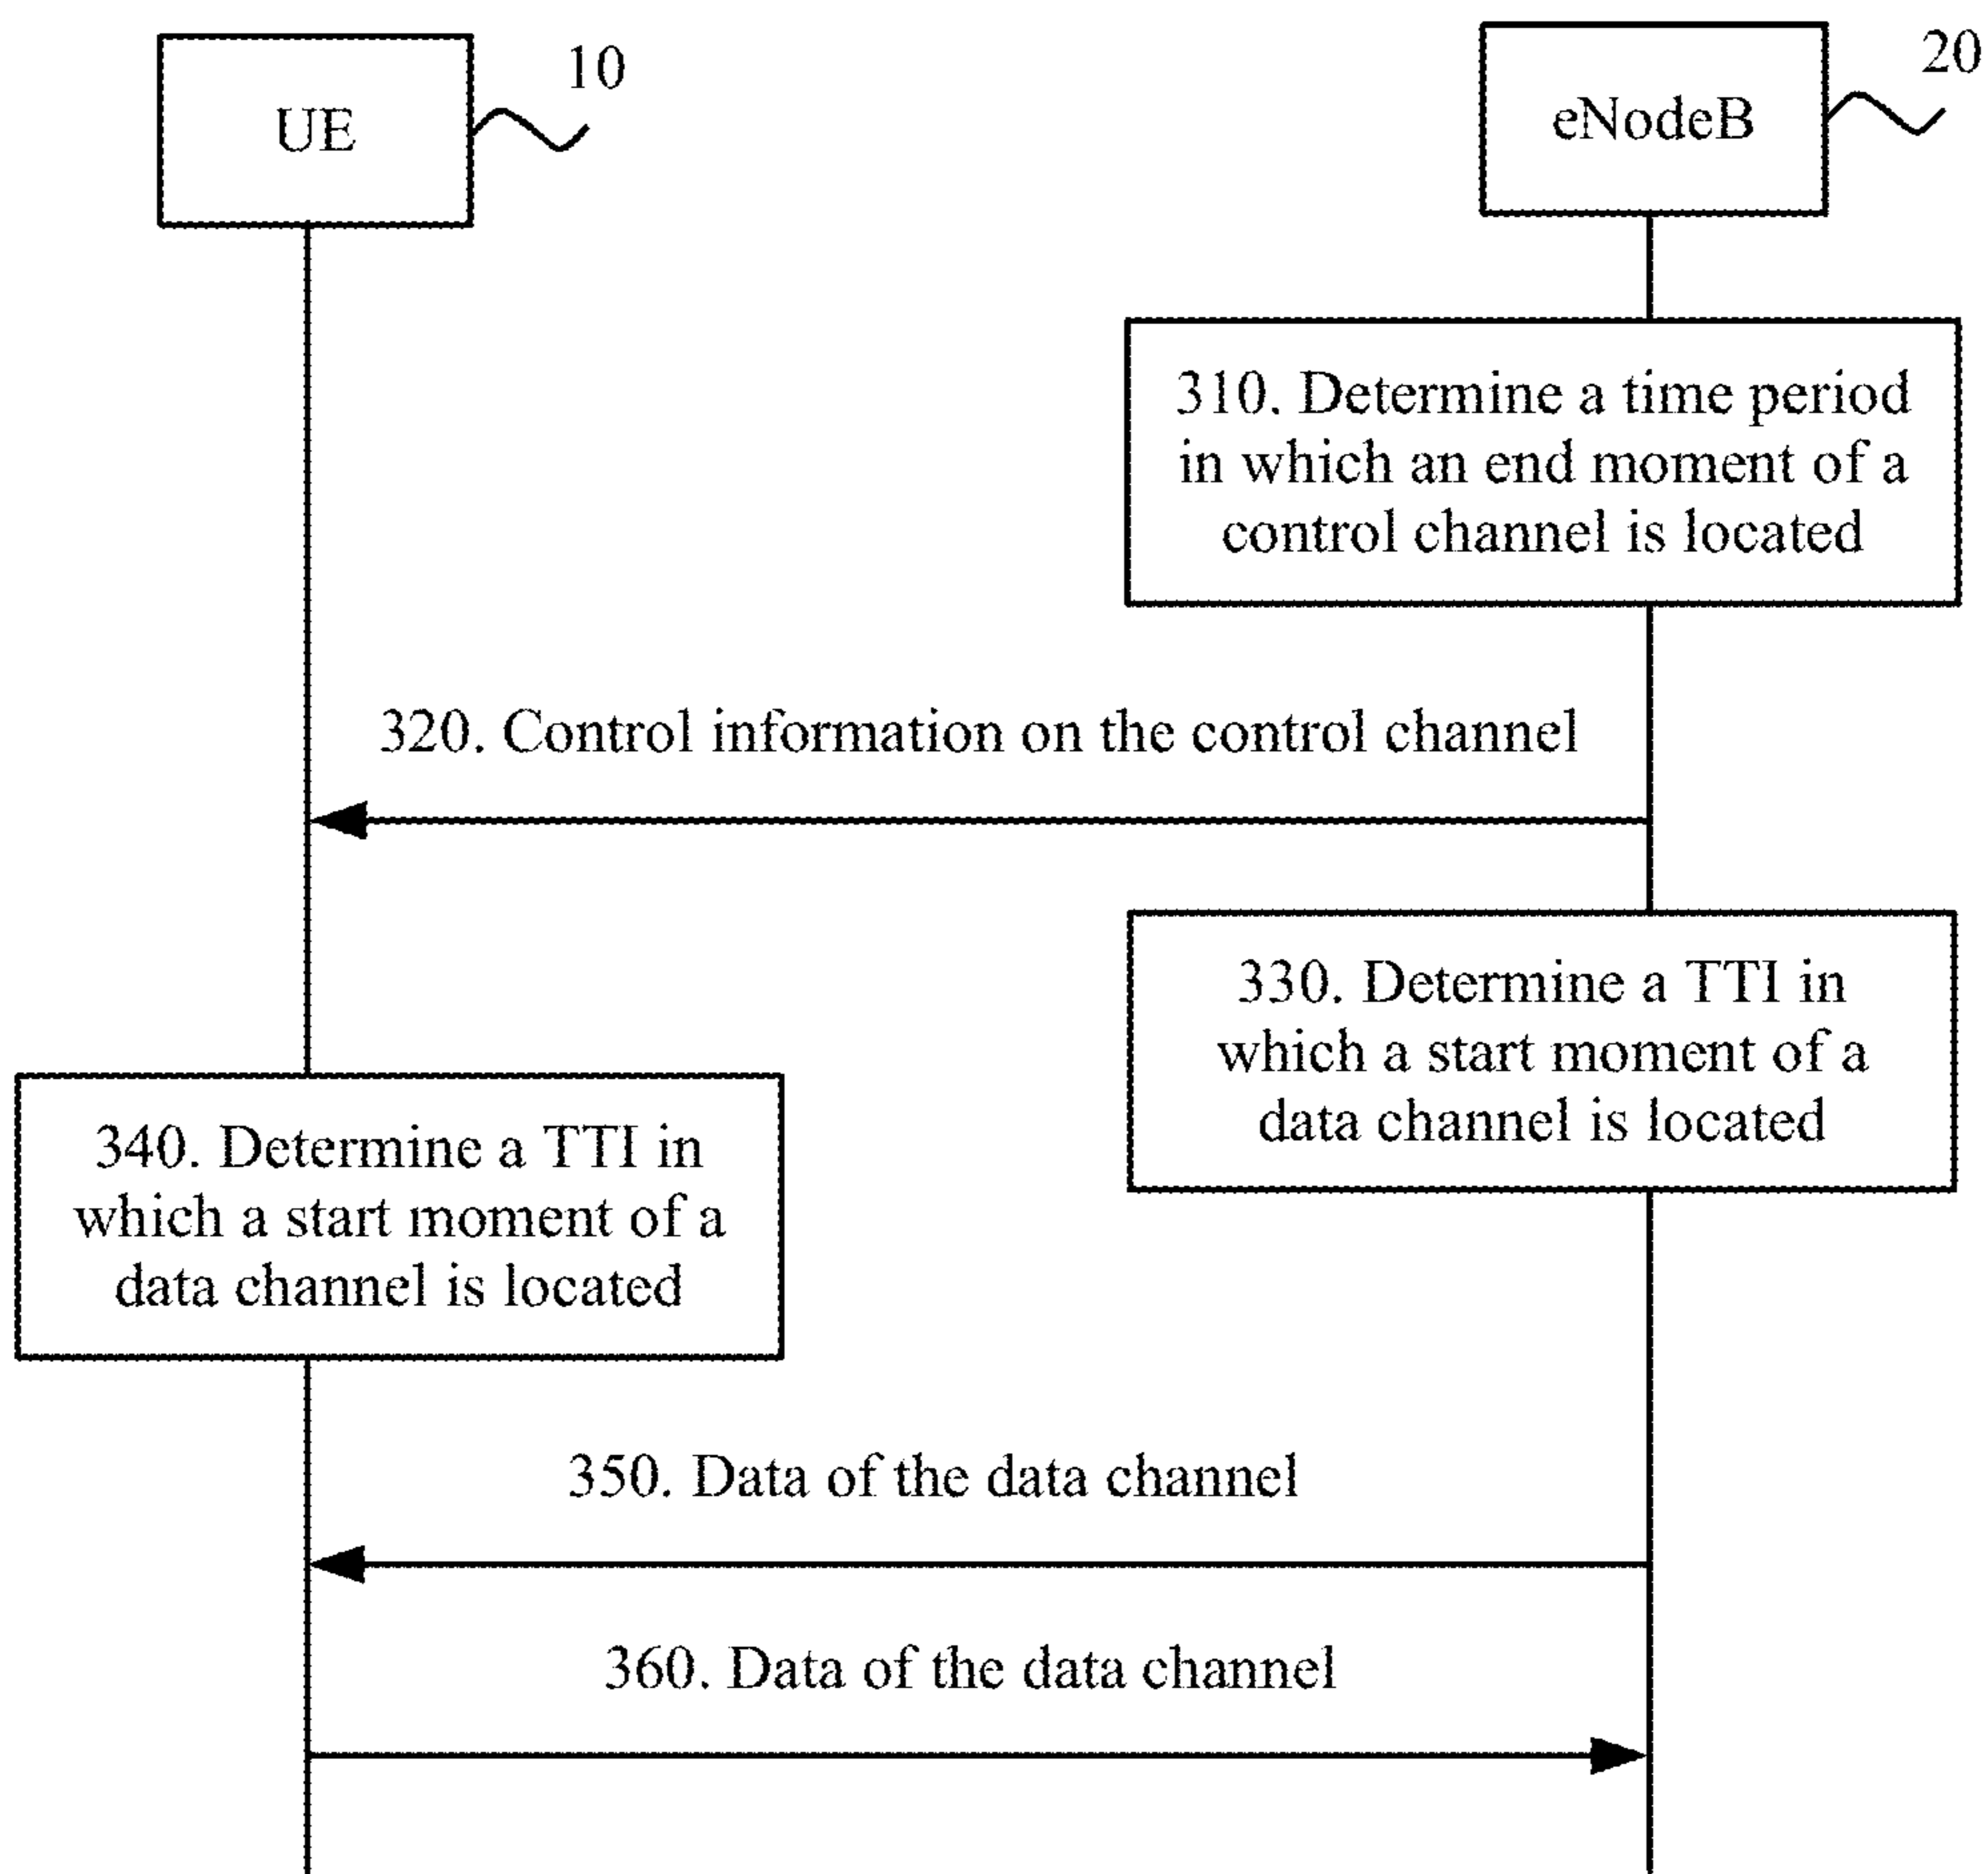 UE
10
eNodeB
20
310. Determine a time period
in which an end moment of a
control channel is located
320. Control information on the control channel
330. Determine a TTI in
which a start moment of a
data channel is located
340. Determine a TTI in
which a start moment of a
data channel is located
350. Data of the data channel
360. Data of the data channel